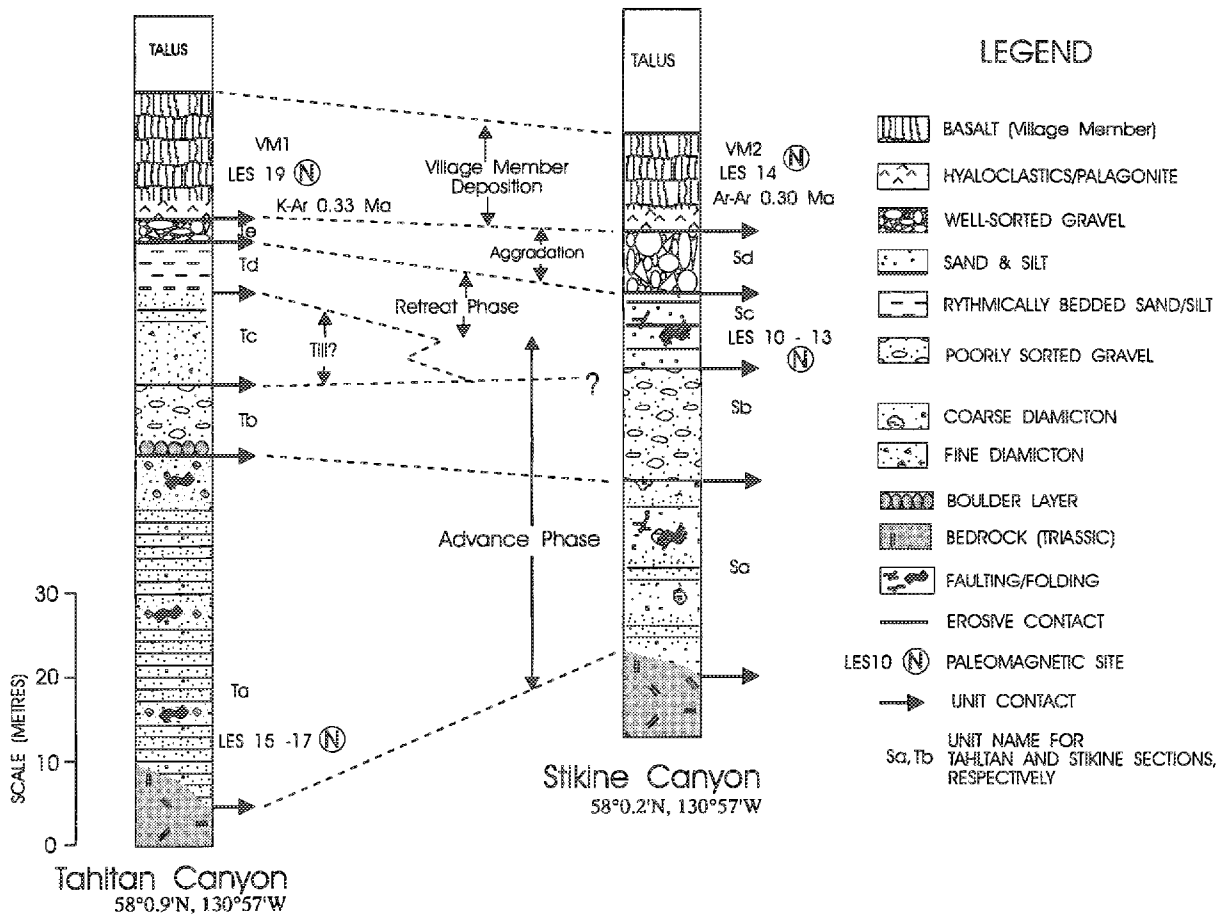 TALUS
VM1
LES 19 N
K-Ar 0.33 Ma
Te
Td
Tc
Tb
Ta
LES 15 -17 N
30
20
10
0
SCALE (METRES)
Tahltan Canyon
58°0.9'N, 130°57'W
Village Member
Deposition
Aggradation
Retreat Phase
Till?
?
Advance Phase
TALUS
VM2 N
LES 14
Ar-Ar 0.30 Ma
Sd
Sc
LES 10 - 13
N
Sb
Sa
Stikine Canyon
58°0.2'N, 130°57'W
LEGEND
BASALT (Village Member)
HYALOCLASTICS/PALAGONITE
WELL-SORTED GRAVEL
SAND & SILT
RYTHMICALLY BEDDED SAND/SILT
POORLY SORTED GRAVEL
COARSE DIAMICTON
FINE DIAMICTON
BOULDER LAYER
BEDROCK (TRIASSIC)
FAULTING/FOLDING
EROSIVE CONTACT
LES10 N PALEOMAGNETIC SITE
UNIT CONTACT
Sa, Tb UNIT NAME FOR
TAHLTAN AND STIKINE SECTIONS,
RESPECTIVELY